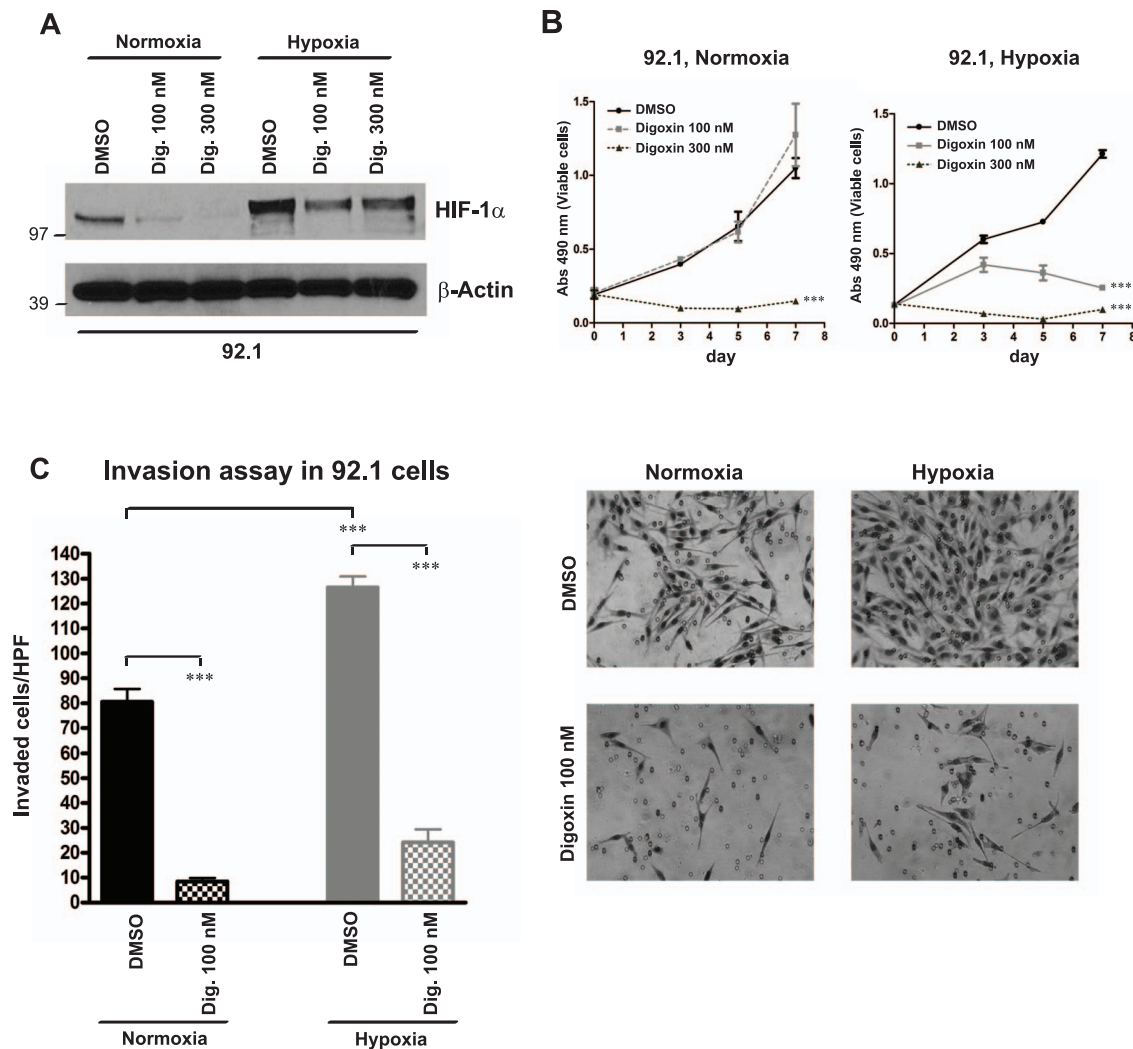 A
Normoxia
Hypoxia
DMSO
Dig. 100 nM
Dig. 300 nM
DMSO
Dig. 100 nM
Dig. 300 nM
HIF-1α
97
β-Actin
39
92.1
B
92.1, Normoxia
1.5
1.0
0.5
0.0
Abs 490 nm (Viable cells)
DMSO
Digoxin 100 nM
Digoxin 300 nM
***
0 1 2 3 4 5 6 7 8
day
92.1, Hypoxia
1.5
1.0
0.5
0.0
Abs 490 nm (Viable cells)
DMSO
Digoxin 100 nM
Digoxin 300 nM
***
***
0 1 2 3 4 5 6 7 8
day
C
Invasion assay in 92.1 cells
***
***
***
140
130
120
110
100
90
80
70
60
50
40
30
20
10
0
Invaded cells/HPF
DMSO
Dig. 100 nM
DMSO
Dig. 100 nM
Normoxia
Hypoxia
Normoxia
Hypoxia
DMSO
Digoxin 100 nM